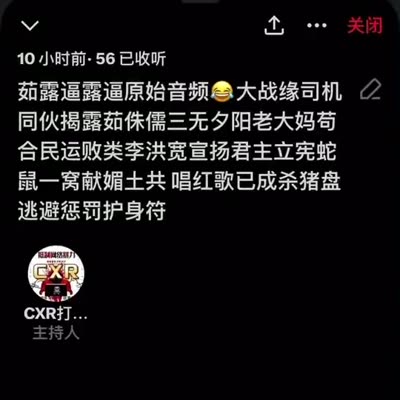 关闭
10 小时前 · 56 已收听
茹露逼露逼原始音频😂大战缘司机
同伙揭露茹侏儒三无夕阳老大妈苟
合民运败类李洪宽宣扬君主立宪蛇
鼠一窝献媚土共 唱红歌已成杀猪盘
逃避惩罚护身符
CXR
CXR打...
主持人